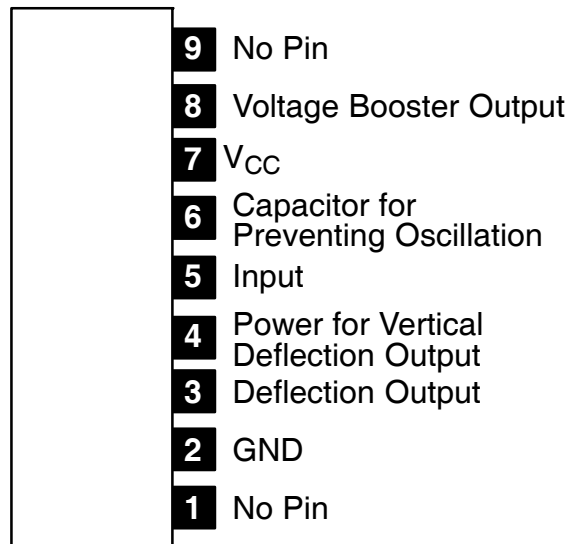 9 No Pin
8 Voltage Booster Output
7 VCC
6 Capacitor for
Preventing Oscillation
5 Input
4 Power for Vertical
Deflection Output
3 Deflection Output
2 GND
1 No Pin